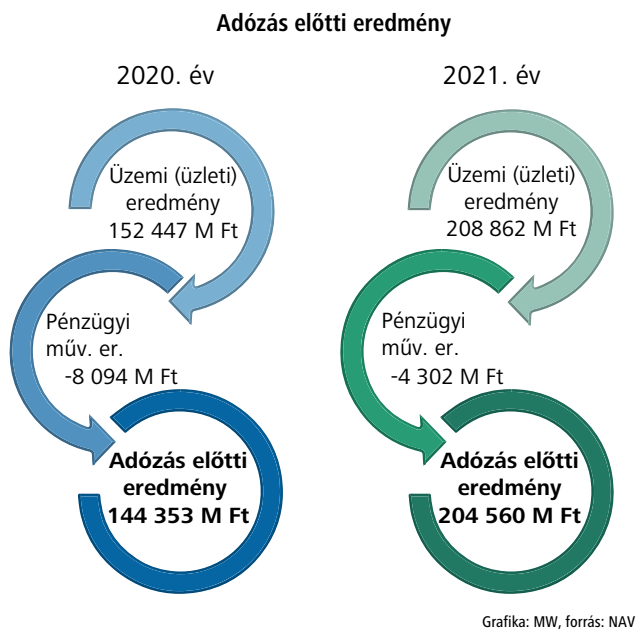 Adózás előtti eredmény
2020. év
Üzemi (üzleti)
eredmény
152 447 M Ft
Pénzügyi
műv. er.
-8 094 M Ft
Adózás előtti
eredmény
144 353 M Ft
2021. év
Üzemi (üzleti)
eredmény
208 862 M Ft
Pénzügyi
műv. er.
-4 302 M Ft
Adózás előtti
eredmény
204 560 M Ft
Grafika: MW, forrás: NAV